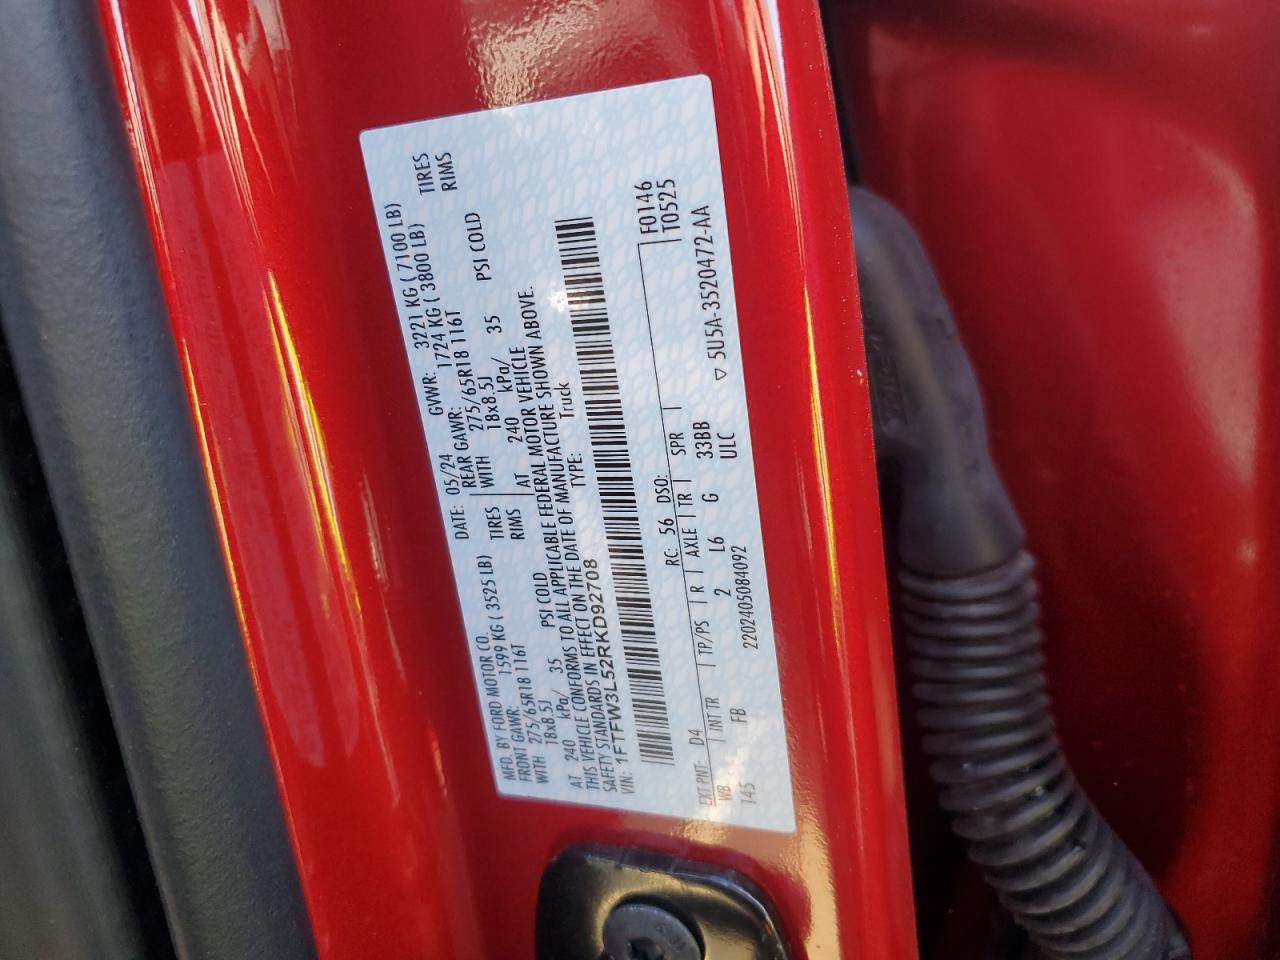 MFD. BY FORD MOTOR CO. DATE: 05/24 GVWR: 3221 KG ( 7100 LB)
FRONT GAWR: 1599 KG ( 3525 LB) REAR GAWR: 1724 KG ( 3800 LB)
WITH 275/65R18 116T TIRES WITH 275/65R18 116T TIRES
18x8.5J RIMS 18x8.5J RIMS
AT 240 kPa/ 35 PSI COLD AT 240 kPa/ 35 PSI COLD
THIS VEHICLE CONFORMS TO ALL APPLICABLE FEDERAL MOTOR VEHICLE
SAFETY STANDARDS IN EFFECT ON THE DATE OF MANUFACTURE SHOWN ABOVE.
VIN: 1FTFW3L52RKD92708 TYPE: Truck
F0146
T0525
EXT PNT: D4 RC: 56 DSO:
WB INT TR TP/PS R AXLE TR SPR
145 FB 2 L6 G 33BB
2202405084092 ULC ▽ 5U5A-3520472-AA